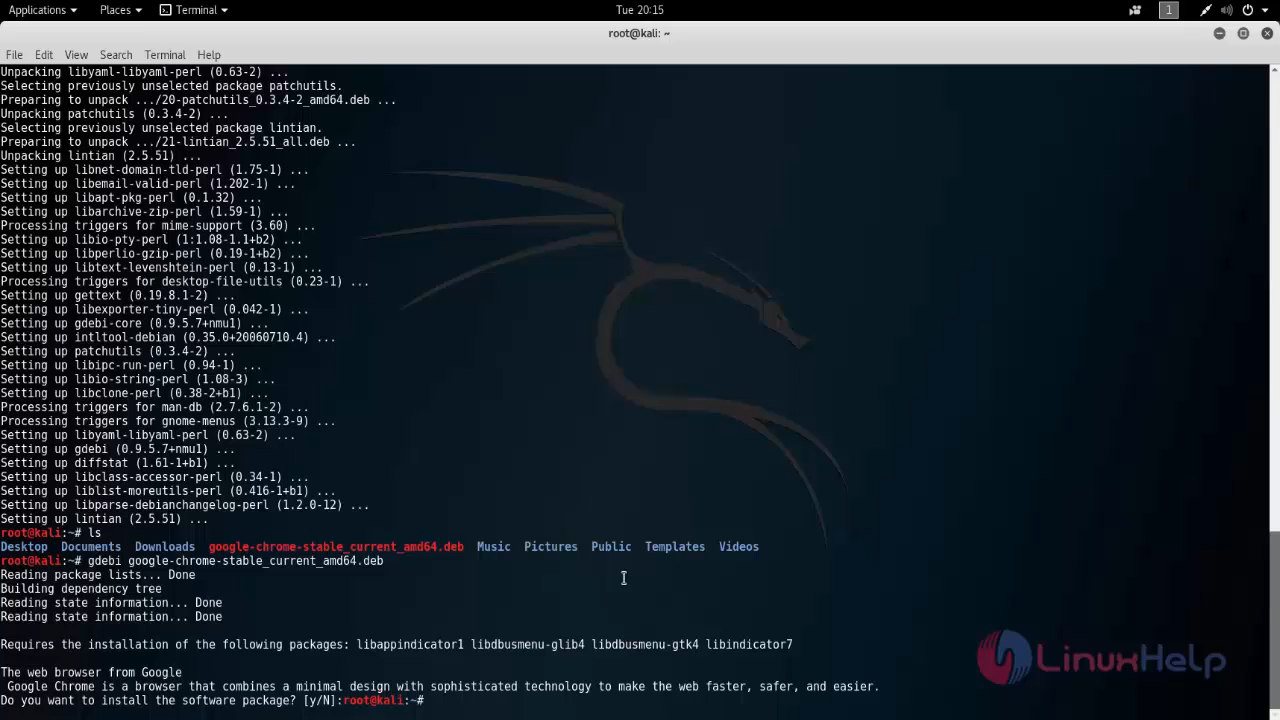 Applications Places Terminal Tue 20:15 1
root@kali: ~
File Edit View Search Terminal Help
Unpacking libyaml-libyaml-perl (0.63-2) ...
Selecting previously unselected package patchutils.
Preparing to unpack .../20-patchutils_0.3.4-2_amd64.deb ...
Unpacking patchutils (0.3.4-2) ...
Selecting previously unselected package lintian.
Preparing to unpack .../21-lintian_2.5.51_all.deb ...
Unpacking lintian (2.5.51) ...
Setting up libnet-domain-tld-perl (1.75-1) ...
Setting up libemail-valid-perl (1.202-1) ...
Setting up libapt-pkg-perl (0.1.32) ...
Setting up libarchive-zip-perl (1.59-1) ...
Processing triggers for mime-support (3.60) ...
Setting up libio-pty-perl (1:1.08-1.1+b2) ...
Setting up libperlio-gzip-perl (0.19-1+b2) ...
Setting up libtext-levenshtein-perl (0.13-1) ...
Processing triggers for desktop-file-utils (0.23-1) ...
Setting up gettext (0.19.8.1-2) ...
Setting up libexporter-tiny-perl (0.042-1) ...
Setting up gdebi-core (0.9.5.7+nmu1) ...
Setting up intltool-debian (0.35.0+20060710.4) ...
Setting up patchutils (0.3.4-2) ...
Setting up libipc-run-perl (0.94-1) ...
Setting up libio-string-perl (1.08-3) ...
Setting up libclone-perl (0.38-2+b1) ...
Processing triggers for man-db (2.7.6.1-2) ...
Processing triggers for gnome-menus (3.13.3-9) ...
Setting up libyaml-libyaml-perl (0.63-2) ...
Setting up gdebi (0.9.5.7+nmu1) ...
Setting up diffstat (1.61-1+b1) ...
Setting up libclass-accessor-perl (0.34-1) ...
Setting up liblist-moreutils-perl (0.416-1+b1) ...
Setting up libparse-debianchangelog-perl (1.2.0-12) ...
Setting up lintian (2.5.51) ...
root@kali:~# ls
Desktop Documents Downloads google-chrome-stable_current_amd64.deb Music Pictures Public Templates Videos
root@kali:~# gdebi google-chrome-stable_current_amd64.deb
Reading package lists... Done
Building dependency tree
Reading state information... Done
Reading state information... Done
Requires the installation of the following packages: libappindicator1 libdbusmenu-glib4 libdbusmenu-gtk4 libindicator7
The web browser from Google
Google Chrome is a browser that combines a minimal design with sophisticated technology to make the web faster, safer, and easier.
Do you want to install the software package? [y/N]:root@kali:~#
LinuxHelp